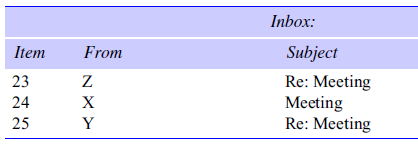 Inbox:
Item From Subject
23 Z Re: Meeting
24 X Meeting
25 Y Re: Meeting